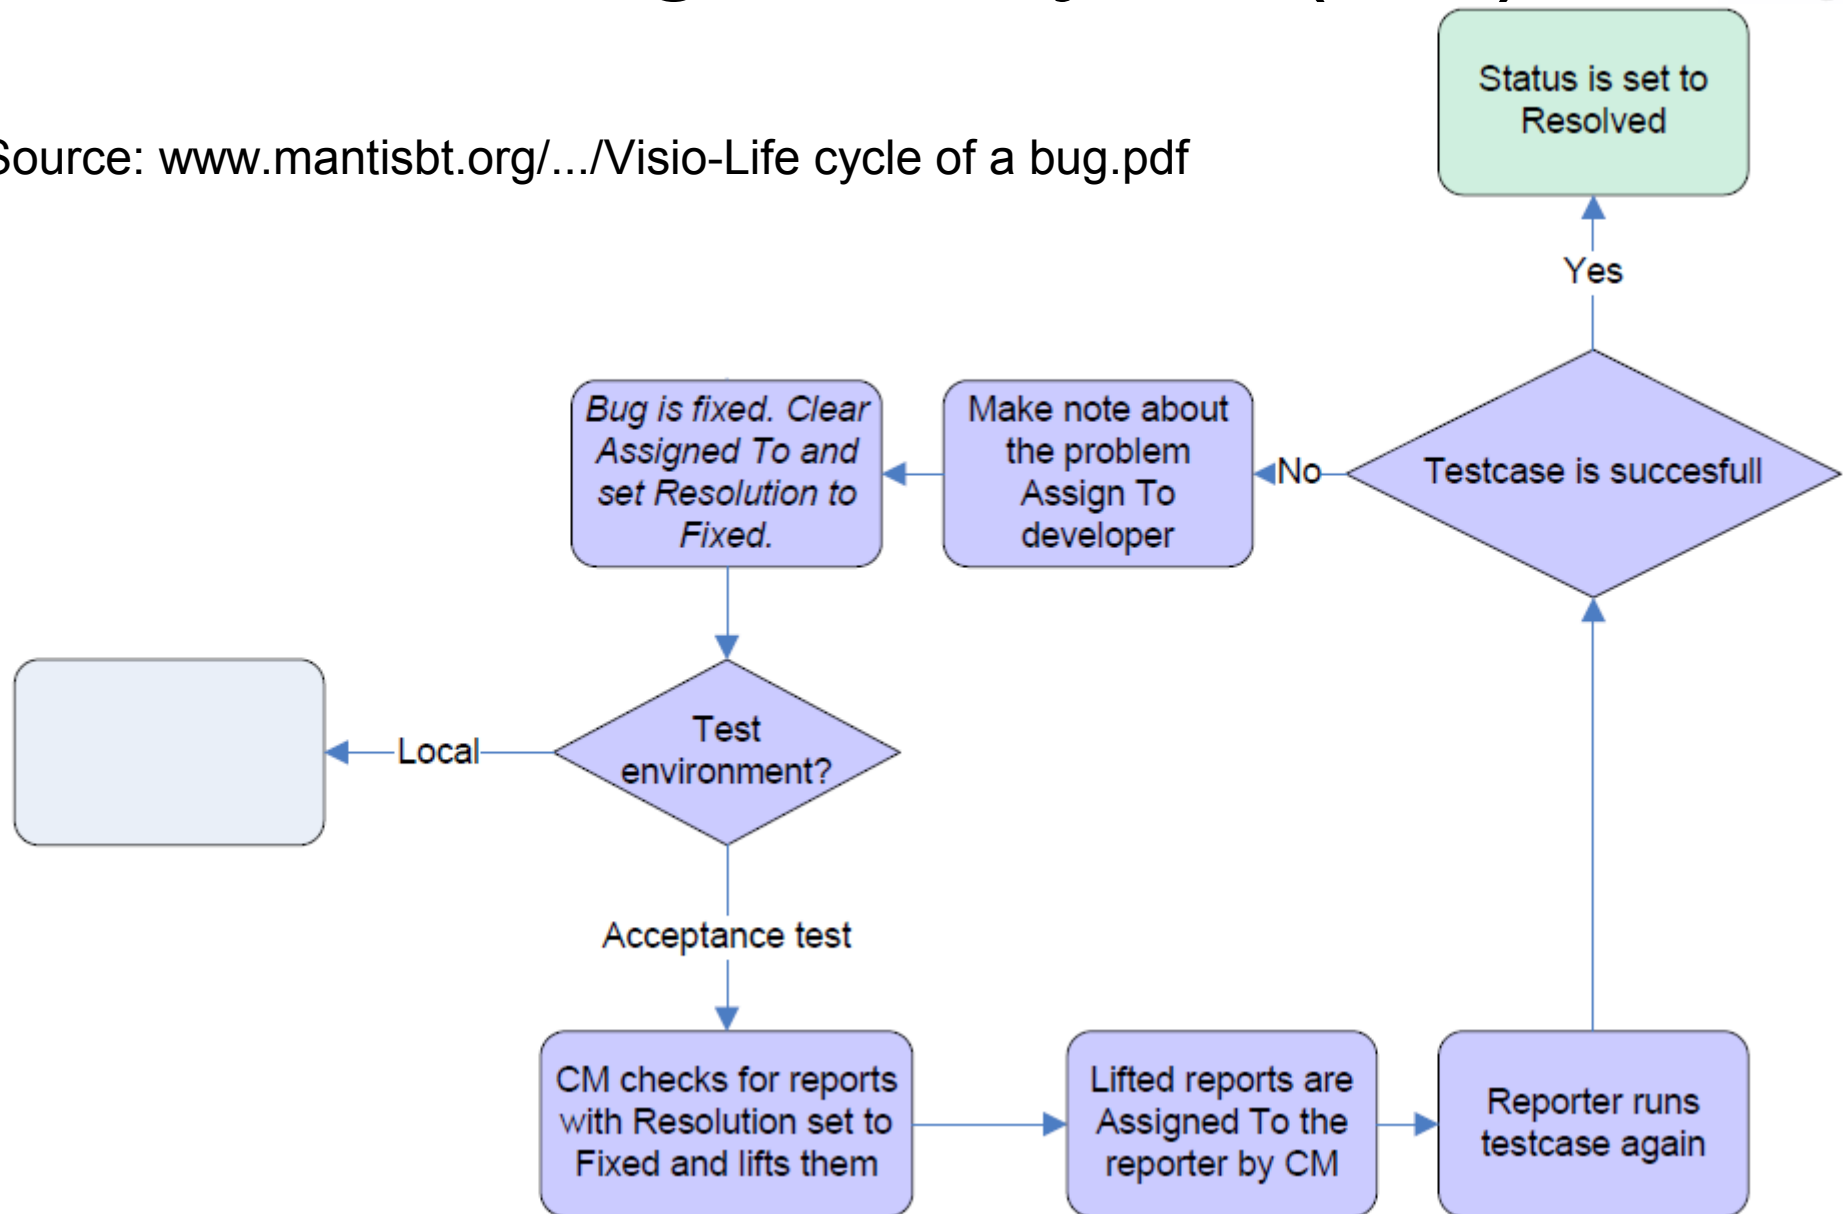 Source: www.mantisbt.org/.../Visio-Life cycle of a bug.pdf
Status is set to
Resolved
Yes
Bug is fixed. Clear
Assigned To and
set Resolution to
Fixed.
Make note about
the problem
Assign To
developer
No
Testcase is succesfull
Local
Test
environment?
Acceptance test
CM checks for reports
with Resolution set to
Fixed and lifts them
Lifted reports are
Assigned To the
reporter by CM
Reporter runs
testcase again